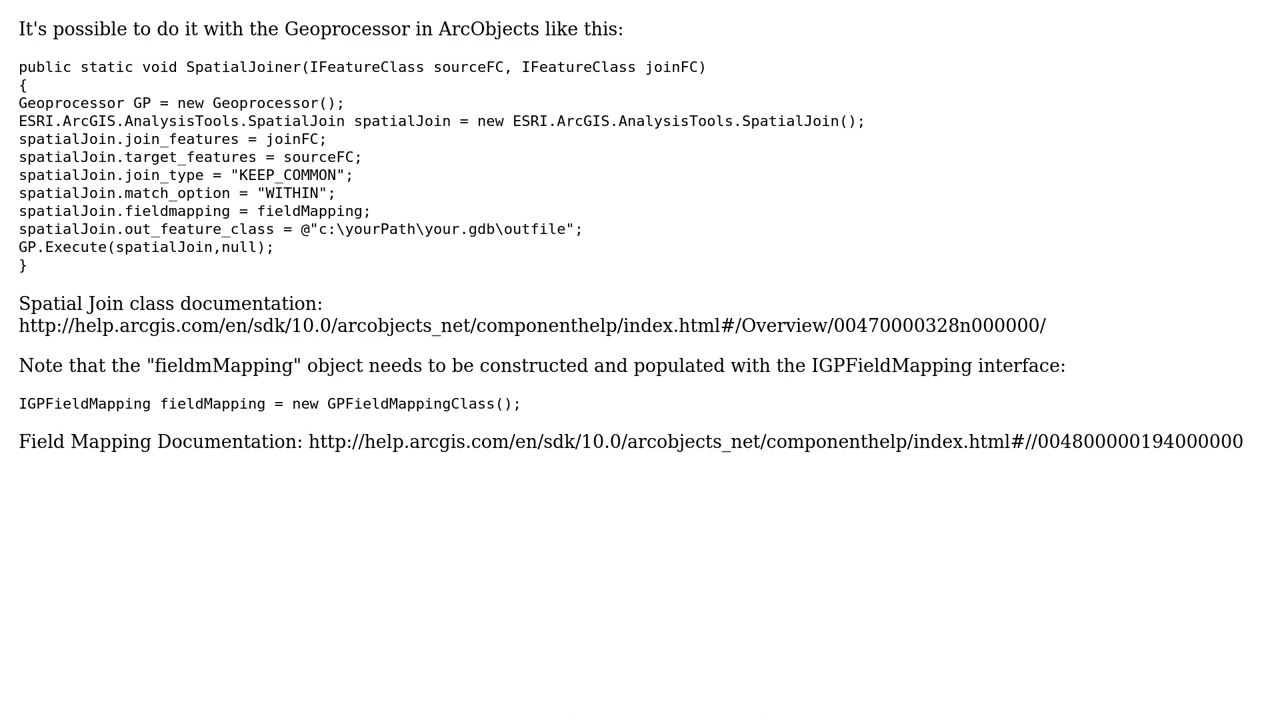 It's possible to do it with the Geoprocessor in ArcObjects like this:
public static void SpatialJoiner(IFeatureClass sourceFC, IFeatureClass joinFC)
{
Geoprocessor GP = new Geoprocessor();
ESRI.ArcGIS.AnalysisTools.SpatialJoin spatialJoin = new ESRI.ArcGIS.AnalysisTools.SpatialJoin();
spatialJoin.join_features = joinFC;
spatialJoin.target_features = sourceFC;
spatialJoin.join_type = "KEEP_COMMON";
spatialJoin.match_option = "WITHIN";
spatialJoin.fieldmapping = fieldMapping;
spatialJoin.out_feature_class = @"c:\yourPath\your.gdb\outfile";
GP.Execute(spatialJoin,null);
}
Spatial Join class documentation:
http://help.arcgis.com/en/sdk/10.0/arcobjects_net/componenthelp/index.html#/Overview/00470000328n000000/
Note that the "fieldmMapping" object needs to be constructed and populated with the IGPFieldMapping interface:
IGPFieldMapping fieldMapping = new GPFieldMappingClass();
Field Mapping Documentation: http://help.arcgis.com/en/sdk/10.0/arcobjects_net/componenthelp/index.html#//004800000194000000